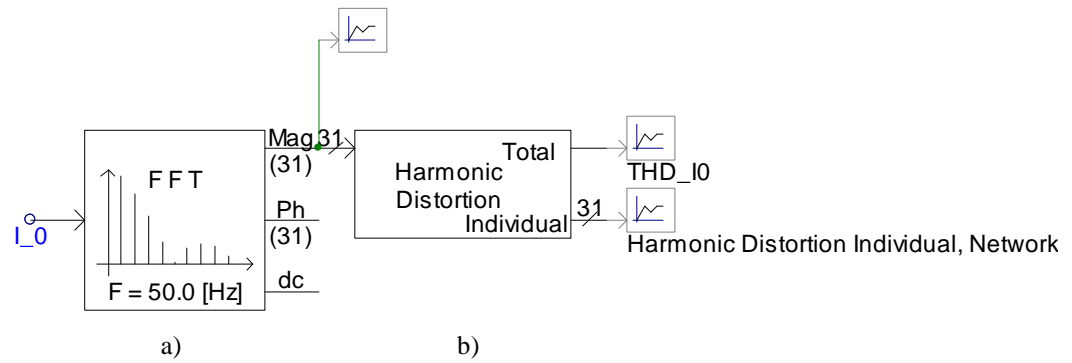 Mag 31
(31)
Total
THD_I0
F F T
Harmonic
Distortion
Ph
(31)
Individual 31
I_0
Harmonic Distortion Individual, Network
dc
F = 50.0 [Hz]
a) b)